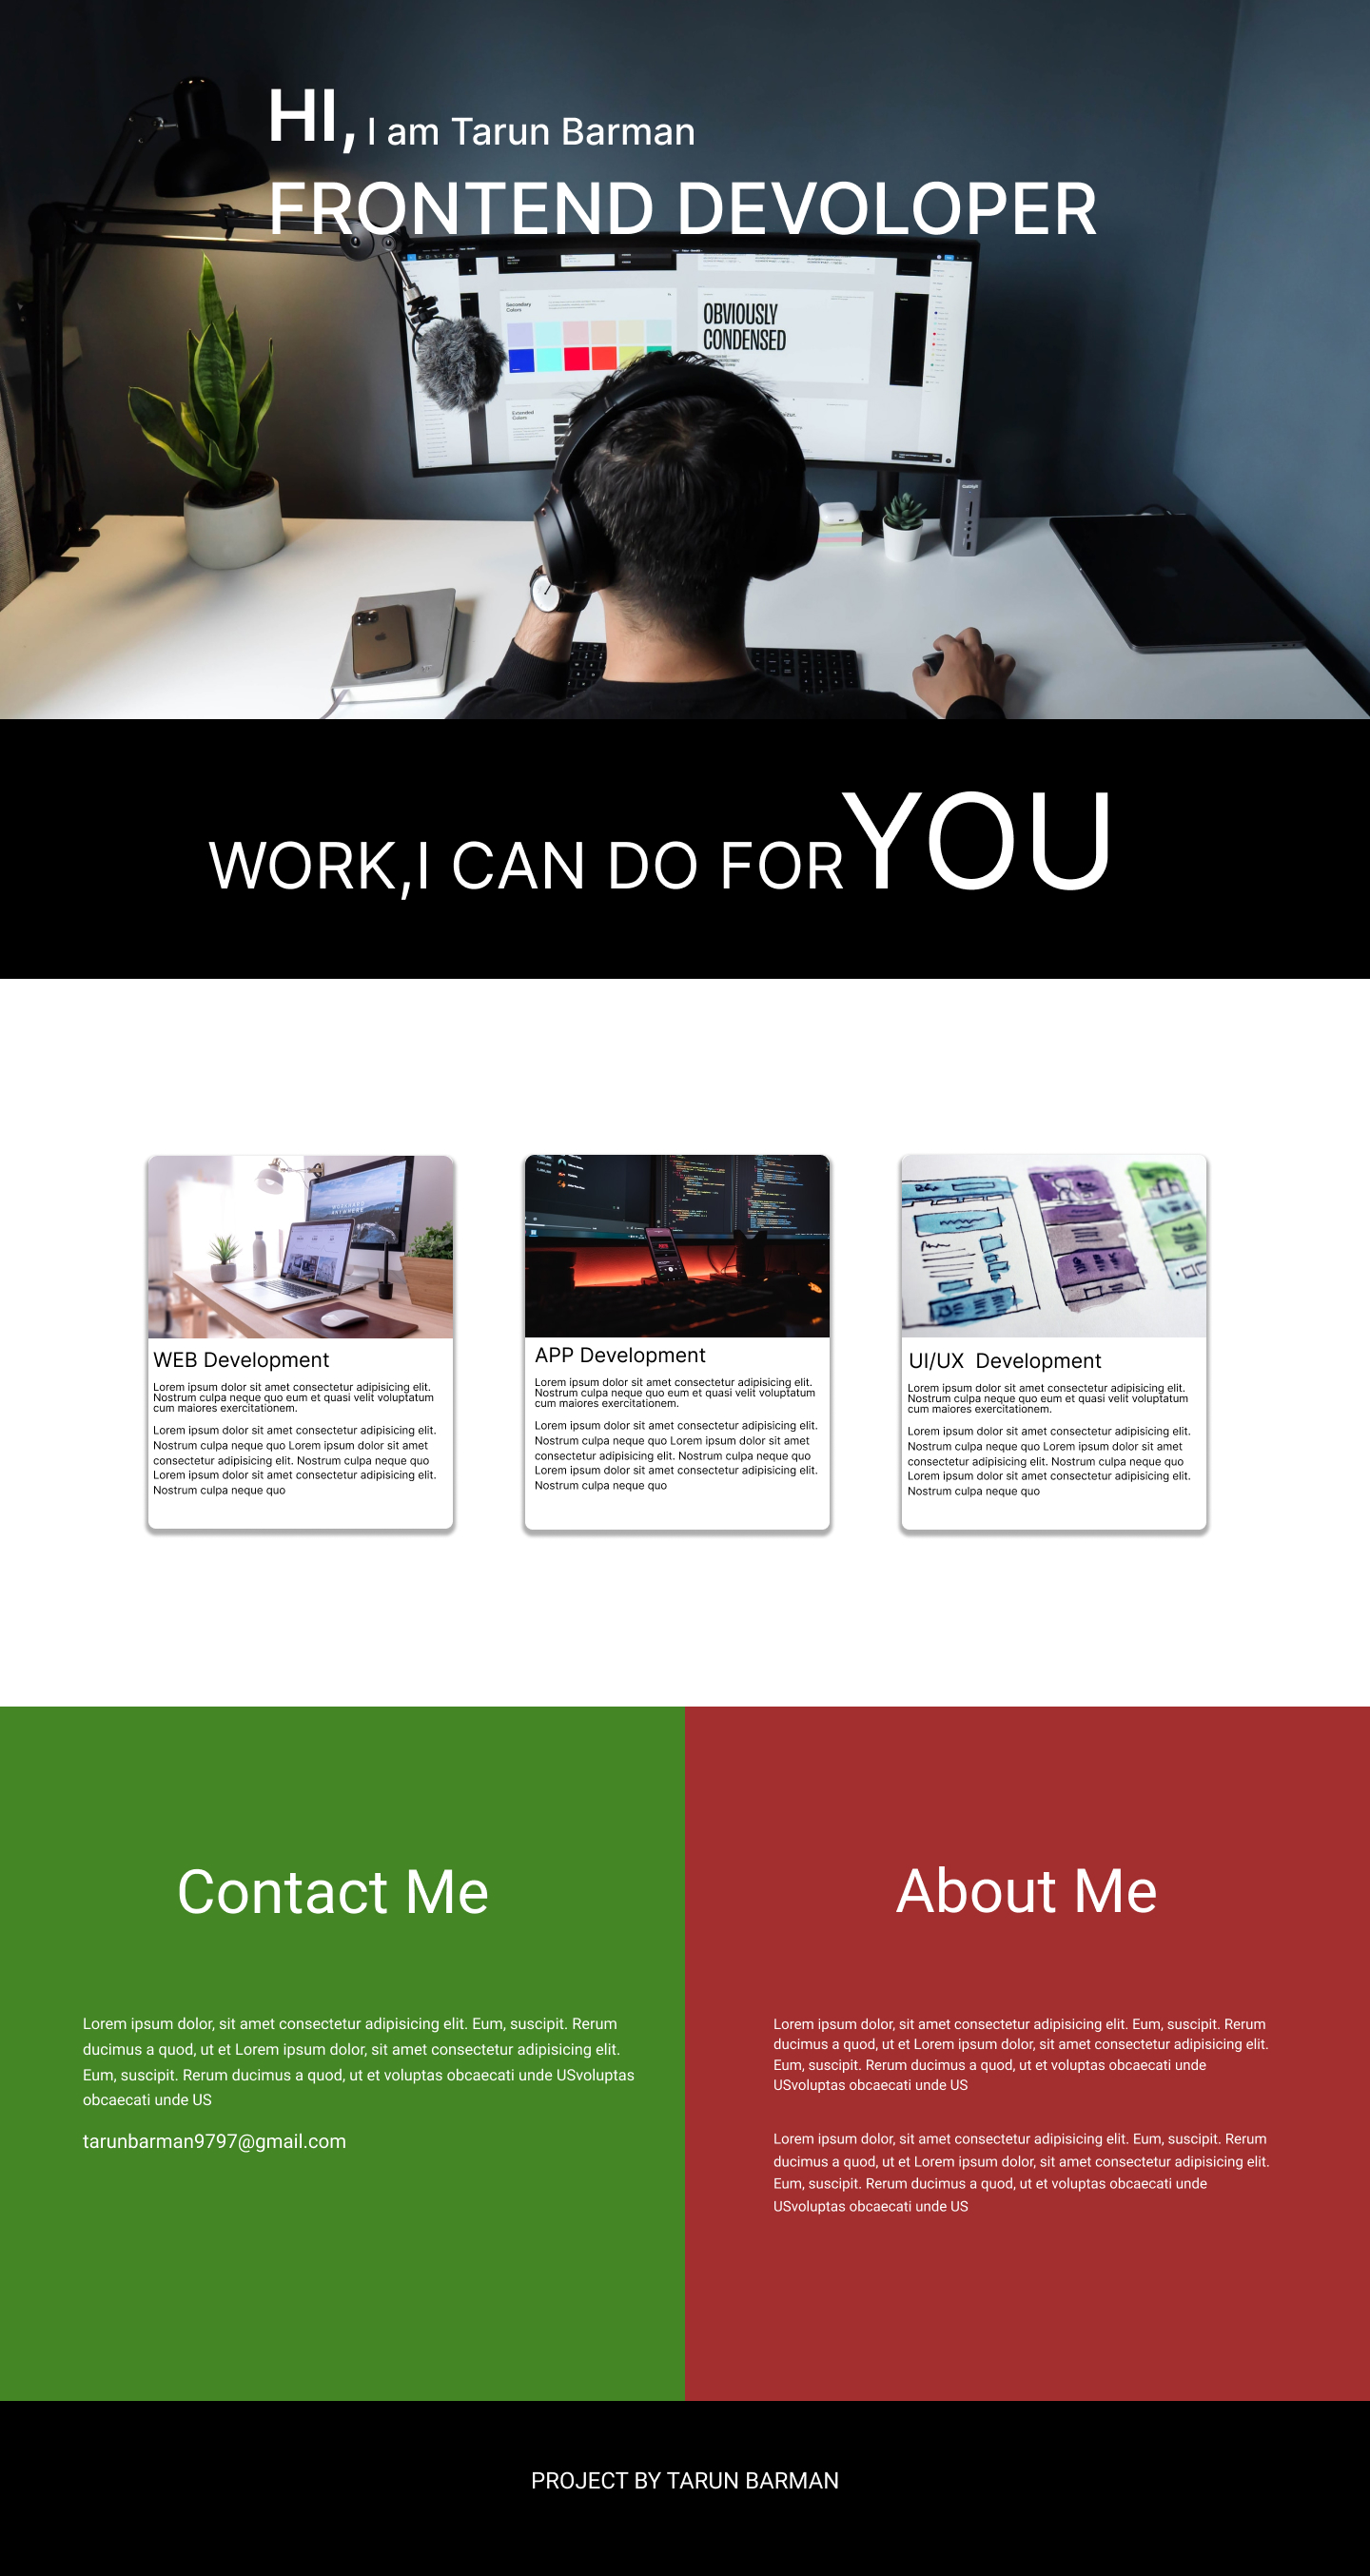 HI, I am Tarun Barman
FRONTEND DEVOLOPER
Secondary
Colors
OBVIOUSLY
CONDENSED
Extended
Colors
WORK,I CAN DO FORYOU
WEB Development
Lorem ipsum dolor sit amet consectetur adipisicing elit.
Nostrum culpa neque quo eum et quasi velit voluptatum
cum maiores exercitationem.
Lorem ipsum dolor sit amet consectetur adipisicing elit.
Nostrum culpa neque quo Lorem ipsum dolor sit amet
consectetur adipisicing elit. Nostrum culpa neque quo
Lorem ipsum dolor sit amet consectetur adipisicing elit.
Nostrum culpa neque quo
APP Development
Lorem ipsum dolor sit amet consectetur adipisicing elit.
Nostrum culpa neque quo eum et quasi velit voluptatum
cum maiores exercitationem.
Lorem ipsum dolor sit amet consectetur adipisicing elit.
Nostrum culpa neque quo Lorem ipsum dolor sit amet
consectetur adipisicing elit. Nostrum culpa neque quo
Lorem ipsum dolor sit amet consectetur adipisicing elit.
Nostrum culpa neque quo
UI/UX  Development
Lorem ipsum dolor sit amet consectetur adipisicing elit.
Nostrum culpa neque quo eum et quasi velit voluptatum
cum maiores exercitationem.
Lorem ipsum dolor sit amet consectetur adipisicing elit.
Nostrum culpa neque quo Lorem ipsum dolor sit amet
consectetur adipisicing elit. Nostrum culpa neque quo
Lorem ipsum dolor sit amet consectetur adipisicing elit.
Nostrum culpa neque quo
Contact Me
Lorem ipsum dolor, sit amet consectetur adipisicing elit. Eum, suscipit. Rerum
ducimus a quod, ut et Lorem ipsum dolor, sit amet consectetur adipisicing elit.
Eum, suscipit. Rerum ducimus a quod, ut et voluptas obcaecati unde USvoluptas
obcaecati unde US
tarunbarman9797@gmail.com
About Me
Lorem ipsum dolor, sit amet consectetur adipisicing elit. Eum, suscipit. Rerum
ducimus a quod, ut et Lorem ipsum dolor, sit amet consectetur adipisicing elit.
Eum, suscipit. Rerum ducimus a quod, ut et voluptas obcaecati unde
USvoluptas obcaecati unde US
Lorem ipsum dolor, sit amet consectetur adipisicing elit. Eum, suscipit. Rerum
ducimus a quod, ut et Lorem ipsum dolor, sit amet consectetur adipisicing elit.
Eum, suscipit. Rerum ducimus a quod, ut et voluptas obcaecati unde
USvoluptas obcaecati unde US
PROJECT BY TARUN BARMAN